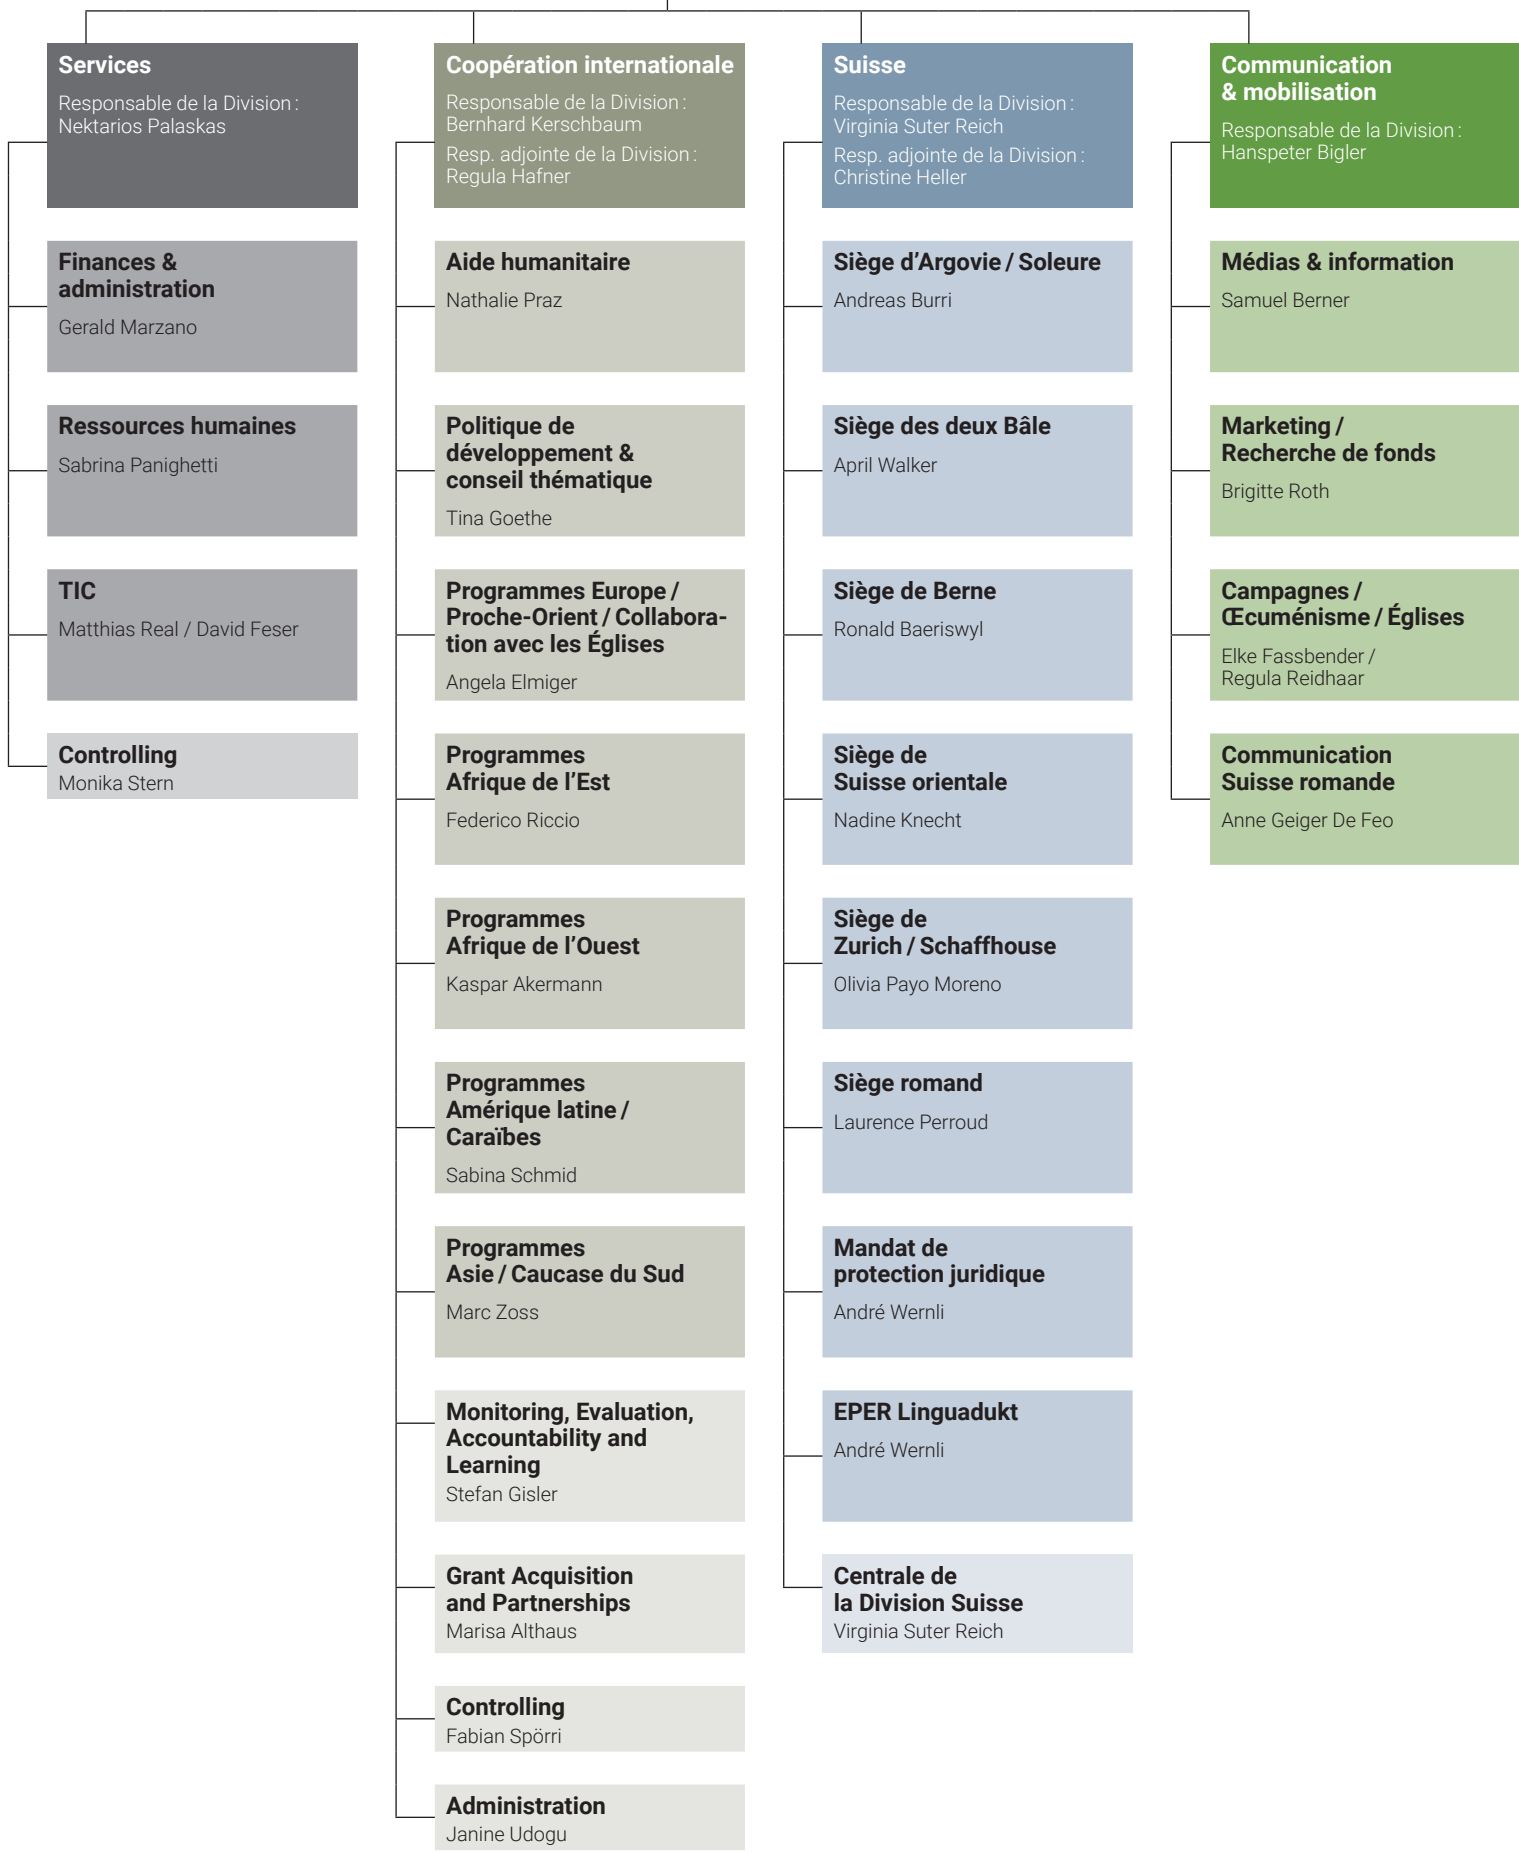 Services
Responsable de la Division :
Nektarios Palaskas
Finances &
administration
Gerald Marzano
Ressources humaines
Sabrina Panighetti
TIC
Matthias Real / David Feser
Controlling
Monika Stern
Coopération internationale
Responsable de la Division :
Bernhard Kerschbaum
Resp. adjointe de la Division :
Regula Hafner
Aide humanitaire
Nathalie Praz
Politique de
développement &
conseil thématique
Tina Goethe
Programmes Europe /
Proche-Orient / Collabora-
tion avec les Églises
Angela Elmiger
Programmes
Afrique de l’Est
Federico Riccio
Programmes
Afrique de l’Ouest
Kaspar Akermann
Programmes
Amérique latine /
Caraïbes
Sabina Schmid
Programmes
Asie / Caucase du Sud
Marc Zoss
Monitoring, Evaluation,
Accountability and
Learning
Stefan Gisler
Grant Acquisition
and Partnerships
Marisa Althaus
Controlling
Fabian Spörri
Administration
Janine Udogu
Suisse
Responsable de la Division :
Virginia Suter Reich
Resp. adjointe de la Division :
Christine Heller
Siège d’Argovie / Soleure
Andreas Burri
Siège des deux Bâle
April Walker
Siège de Berne
Ronald Baeriswyl
Siège de
Suisse orientale
Nadine Knecht
Siège de
Zurich / Schaffhouse
Olivia Payo Moreno
Siège romand
Laurence Perroud
Mandat de
protection juridique
André Wernli
EPER Linguadukt
André Wernli
Centrale de
la Division Suisse
Virginia Suter Reich
Communication
& mobilisation
Responsable de la Division :
Hanspeter Bigler
Médias & information
Samuel Berner
Marketing /
Recherche de fonds
Brigitte Roth
Campagnes /
Œcuménisme / Églises
Elke Fassbender /
Regula Reidhaar
Communication
Suisse romande
Anne Geiger De Feo